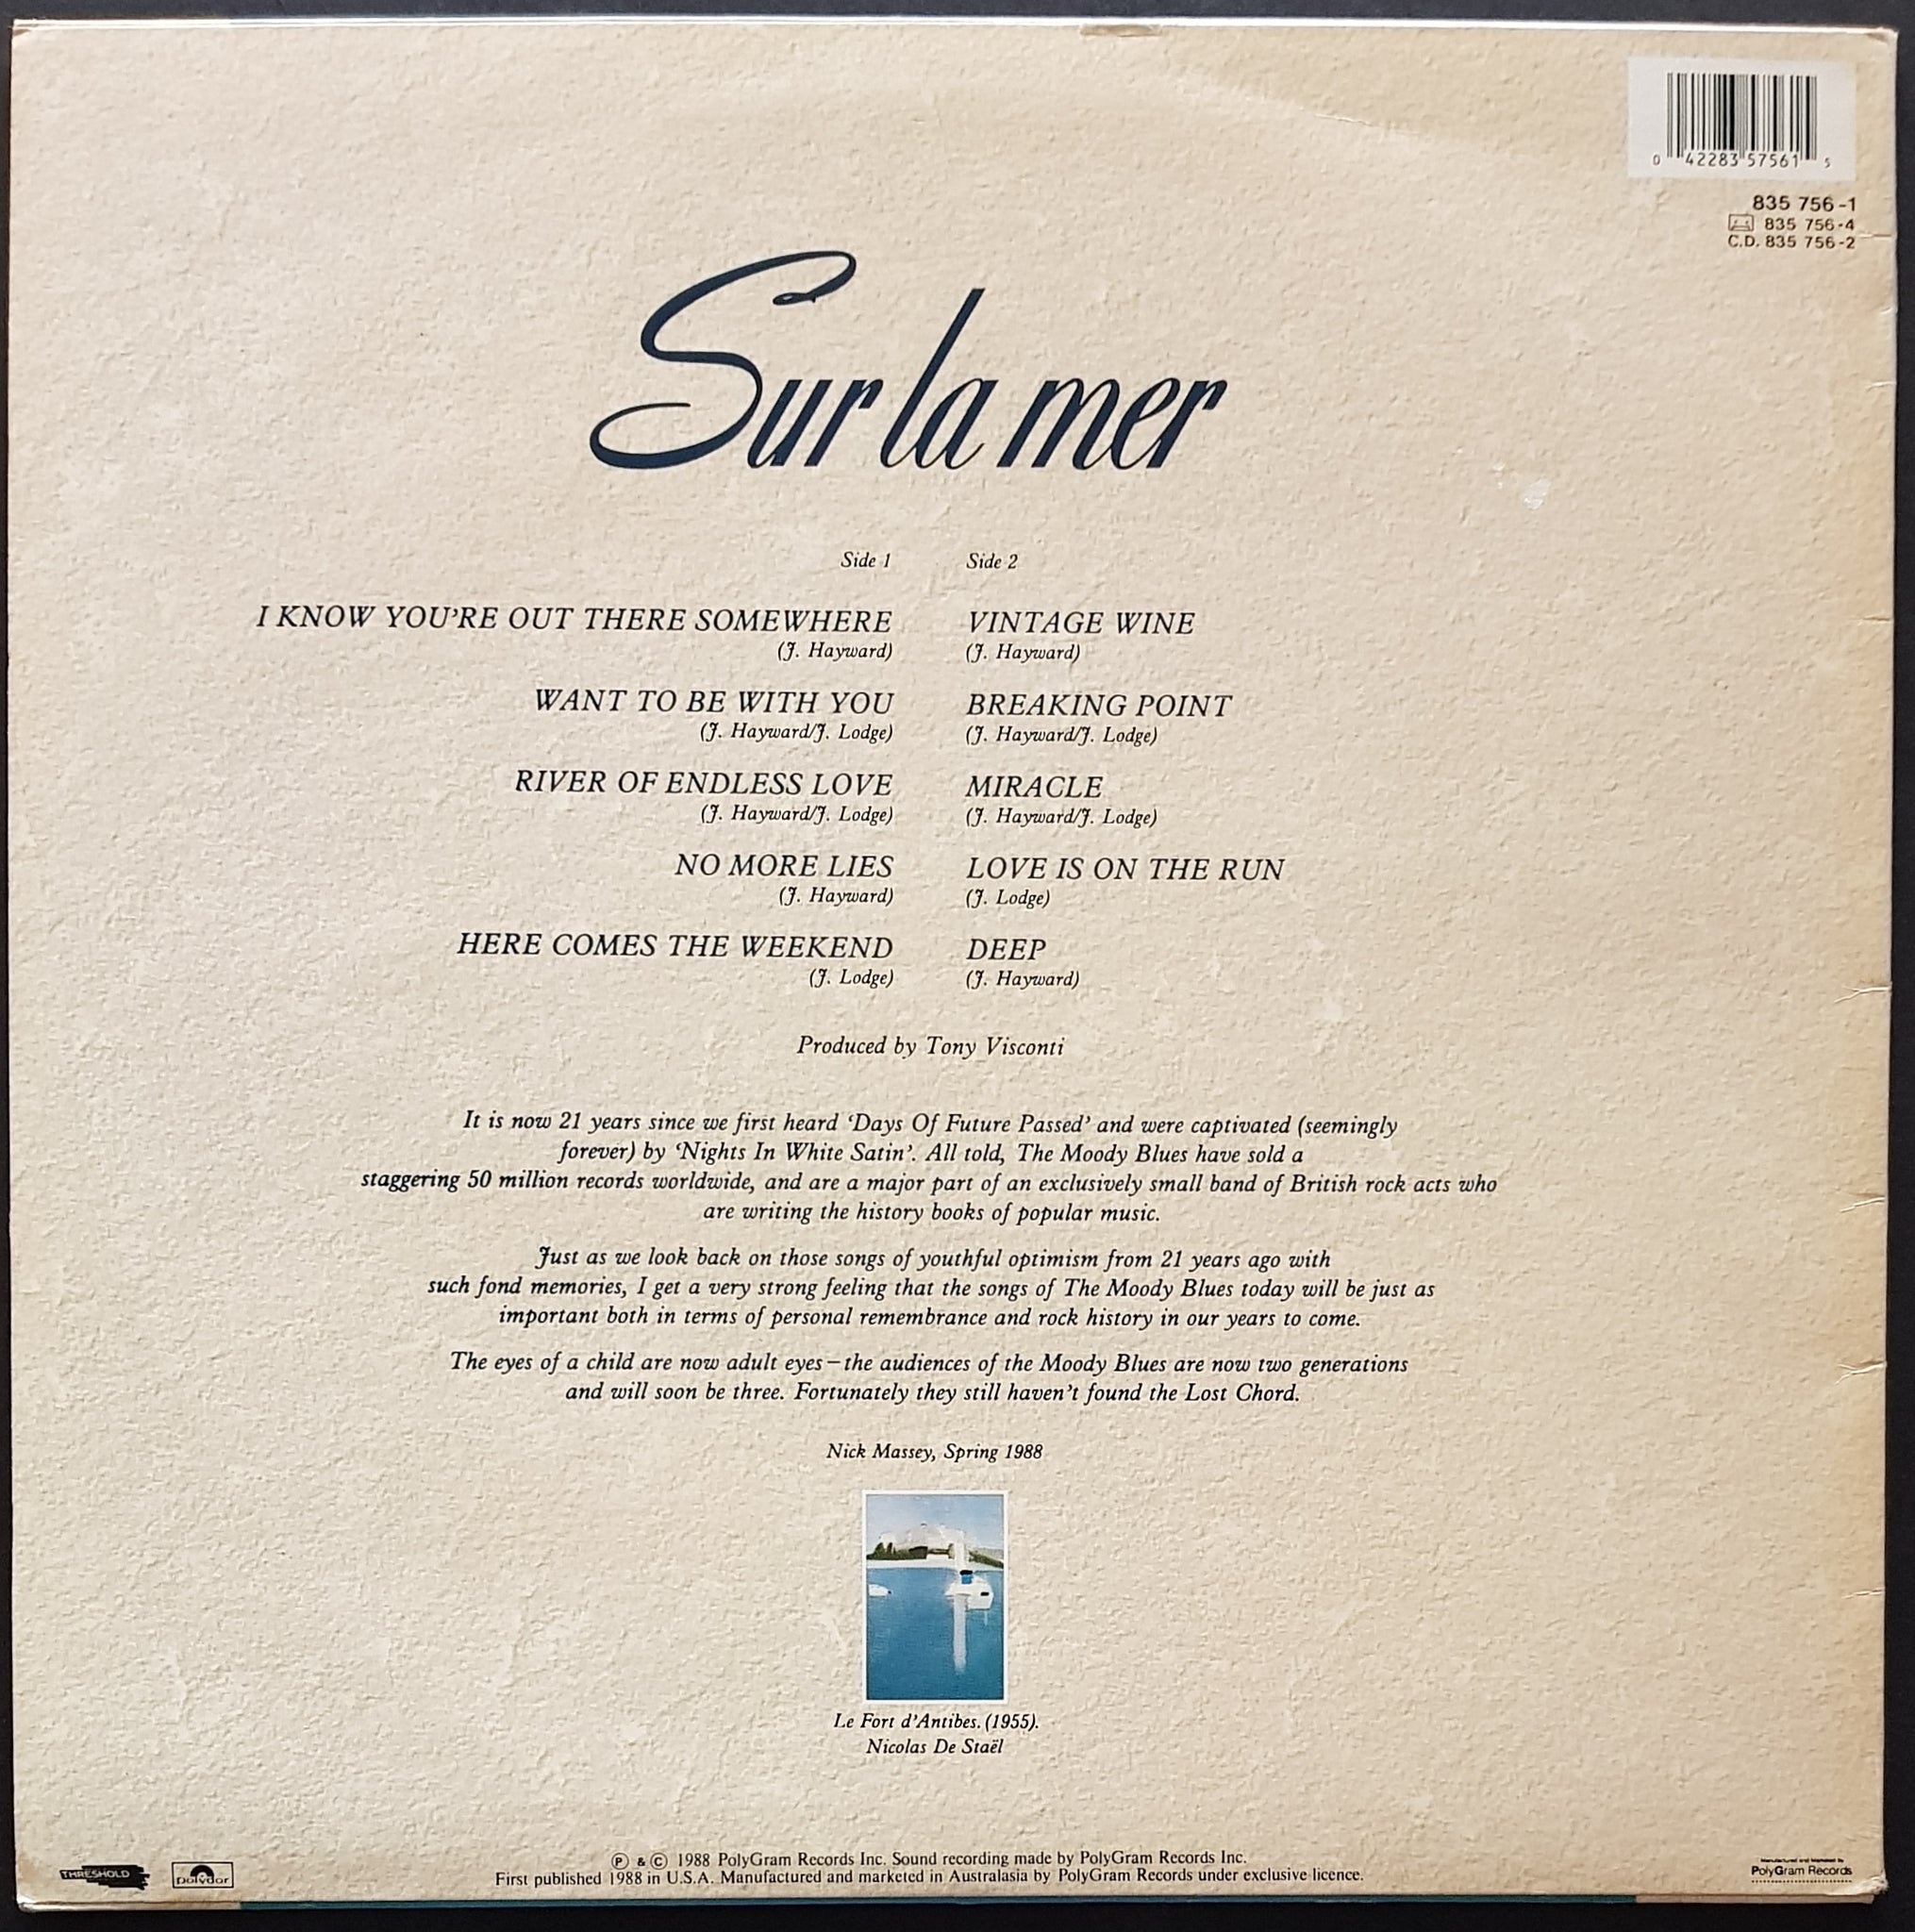 0 42283 57561 5
835 756-1
835 756-4
C.D. 835 756-2
Sur la mer
Side 1
I KNOW YOU'RE OUT THERE SOMEWHERE
(J. Hayward)
WANT TO BE WITH YOU
(J. Hayward/J. Lodge)
RIVER OF ENDLESS LOVE
(J. Hayward/J. Lodge)
NO MORE LIES
(J. Hayward)
HERE COMES THE WEEKEND
(J. Lodge)
Side 2
VINTAGE WINE
(J. Hayward)
BREAKING POINT
(J. Hayward/J. Lodge)
MIRACLE
(J. Hayward/J. Lodge)
LOVE IS ON THE RUN
(J. Lodge)
DEEP
(J. Hayward)
Produced by Tony Visconti
It is now 21 years since we first heard ‘Days Of Future Passed’ and were captivated (seemingly
forever) by ‘Nights In White Satin’. All told, The Moody Blues have sold a
staggering 50 million records worldwide, and are a major part of an exclusively small band of British rock acts who
are writing the history books of popular music.
Just as we look back on those songs of youthful optimism from 21 years ago with
such fond memories, I get a very strong feeling that the songs of The Moody Blues today will be just as
important both in terms of personal remembrance and rock history in our years to come.
The eyes of a child are now adult eyes – the audiences of the Moody Blues are now two generations
and will soon be three. Fortunately they still haven't found the Lost Chord.
Nick Massey, Spring 1988
Le Fort d'Antibes. (1955).
Nicolas De Staël
THRESHOLD
polydor
℗ & © 1988 PolyGram Records Inc. Sound recording made by PolyGram Records Inc.
First published 1988 in U.S.A. Manufactured and marketed in Australasia by PolyGram Records under exclusive licence.
Manufactured and Marketed by
PolyGram Records